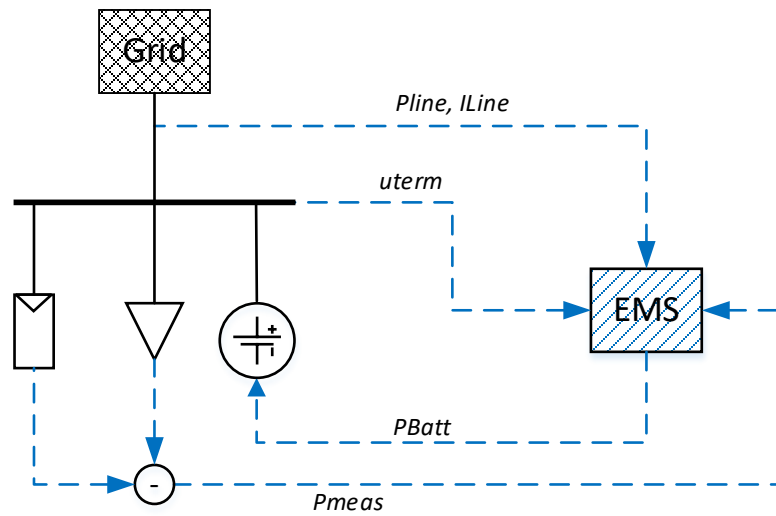 Grid
Pline, ILine
uterm
EMS
+
PBatt
-
Pmeas